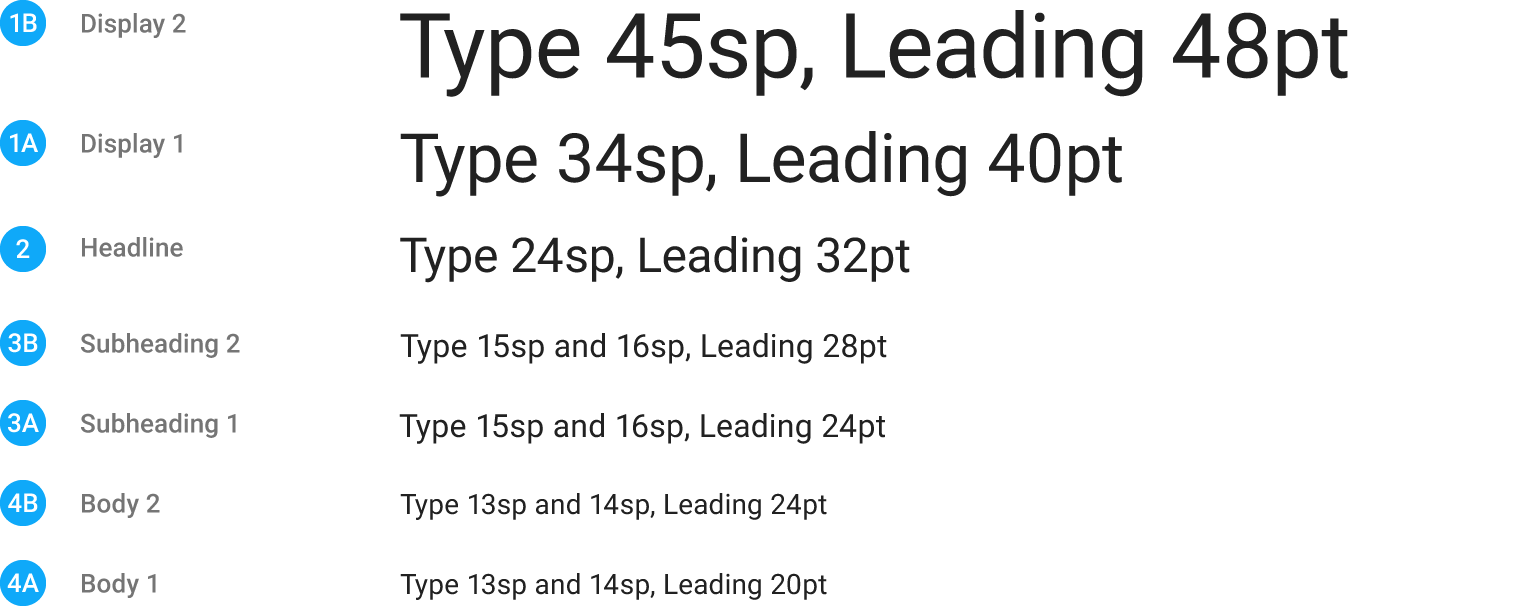 1B Display 2 Type 45sp, Leading 48pt
1A Display 1 Type 34sp, Leading 40pt
2 Headline Type 24sp, Leading 32pt
3B Subheading 2 Type 15sp and 16sp, Leading 28pt
3A Subheading 1 Type 15sp and 16sp, Leading 24pt
4B Body 2 Type 13sp and 14sp, Leading 24pt
4A Body 1 Type 13sp and 14sp, Leading 20pt